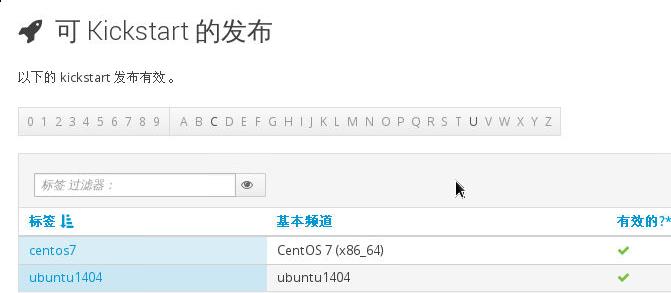 可 Kickstart 的发布
以下的 kickstart 发布有效 。
0 1 2 3 4 5 6 7 8 9 A B C D E F G H I J K L M N O P Q R S T U V W X Y Z
标签 过滤器：
标签 基本频道 有效的?*
centos7 CentOS 7 (x86_64)
ubuntu1404 ubuntu1404